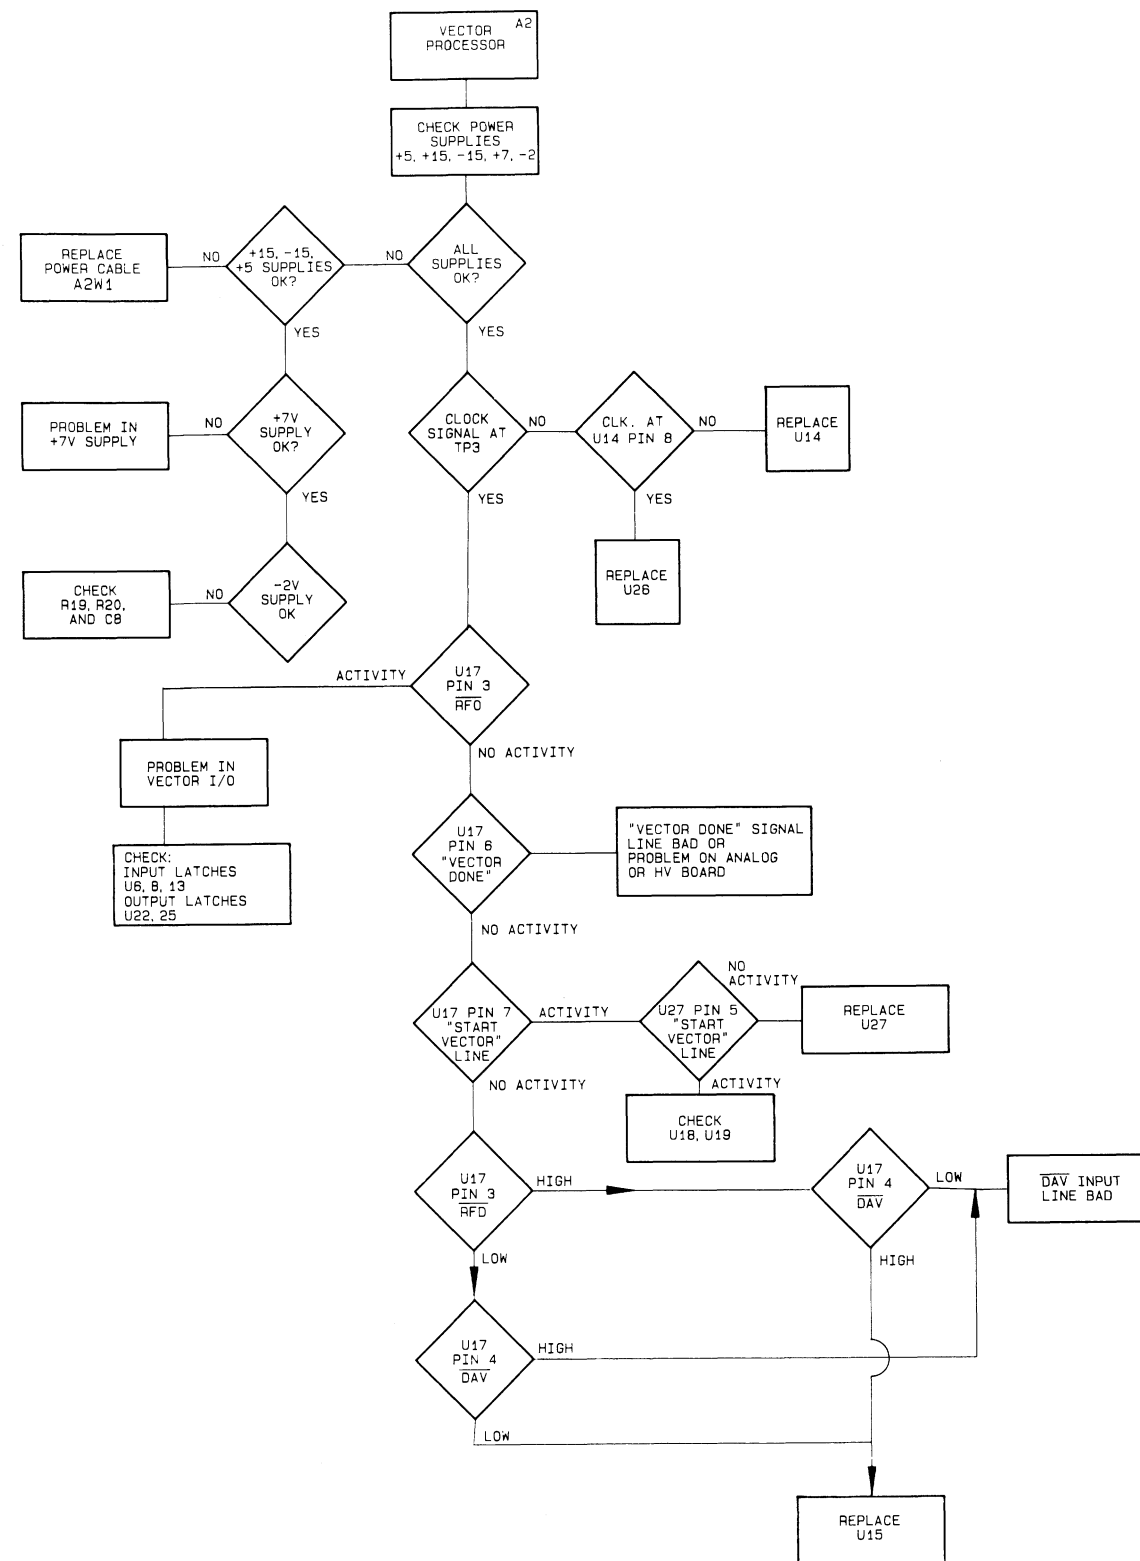 VECTOR A2
PROCESSOR
CHECK POWER
SUPPLIES
+5, +15, -15, +7, -2
REPLACE
POWER CABLE
A2W1
NO
+15, -15,
+5 SUPPLIES
OK?
NO
ALL
SUPPLIES
OK?
YES
YES
PROBLEM IN
+7V SUPPLY
NO
+7V
SUPPLY
OK?
CLOCK
SIGNAL AT
TP3
NO
CLK. AT
U14 PIN 8
NO
REPLACE
U14
YES
YES
YES
CHECK
R19, R20,
AND C8
NO
-2V
SUPPLY
OK
REPLACE
U26
ACTIVITY
U17
PIN 3
RFO
NO ACTIVITY
PROBLEM IN
VECTOR I/O
CHECK:
INPUT LATCHES
U6, 8, 13
OUTPUT LATCHES
U22, 25
U17
PIN 6
"VECTOR
DONE"
"VECTOR DONE" SIGNAL
LINE BAD OR
PROBLEM ON ANALOG
OR HV BOARD
NO ACTIVITY
U17 PIN 7
"START
VECTOR"
LINE
ACTIVITY
U27 PIN 5
"START
VECTOR"
LINE
NO
ACTIVITY
REPLACE
U27
NO ACTIVITY
ACTIVITY
CHECK
U18, U19
U17
PIN 3
RFD
HIGH
U17
PIN 4
DAV
LOW
DAV INPUT
LINE BAD
LOW
HIGH
U17
PIN 4
DAV
HIGH
LOW
REPLACE
U15